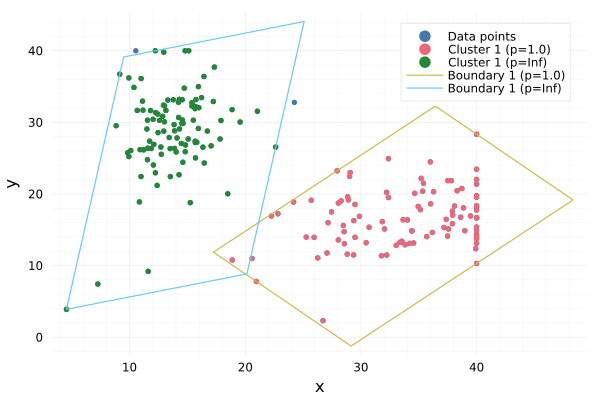 Data points
Cluster 1 (p=1.0)
Cluster 1 (p=Inf)
Boundary 1 (p=1.0)
Boundary 1 (p=Inf)
40
30
20
10
0
y
10 20 30 40
x